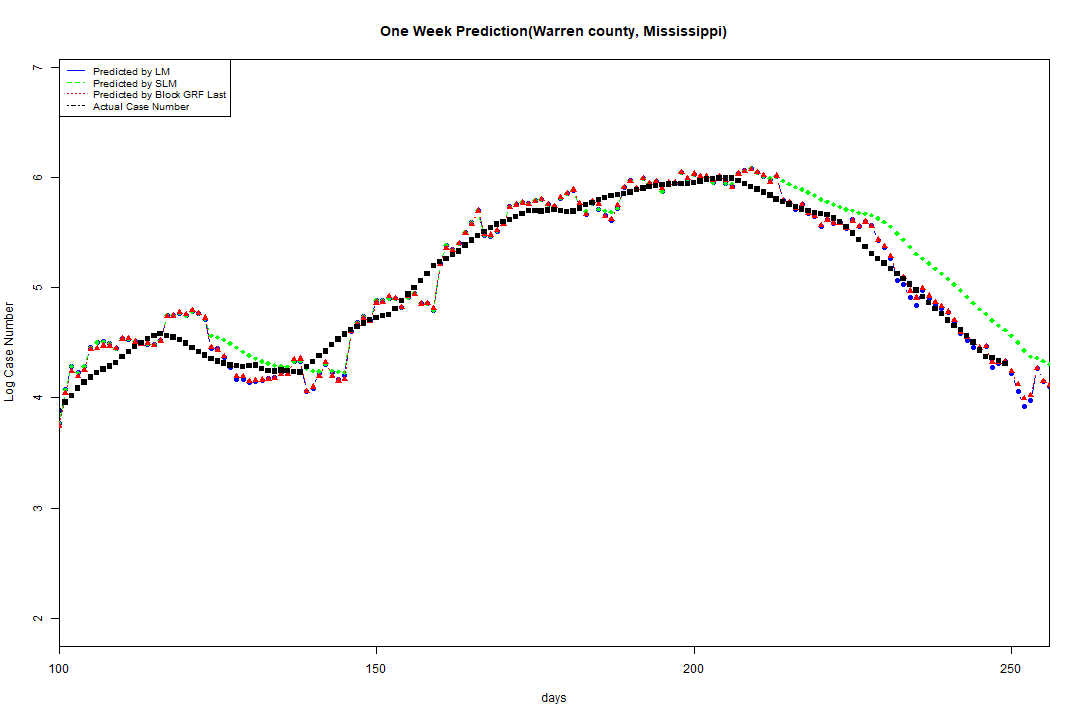 One Week Prediction(Warren county, Mississippi)
7
Predicted by LM
Predicted by SLM
Predicted by Block GRF Last
Actual Case Number
6
5
Log Case Number
4
3
2
100
150
200
250
days